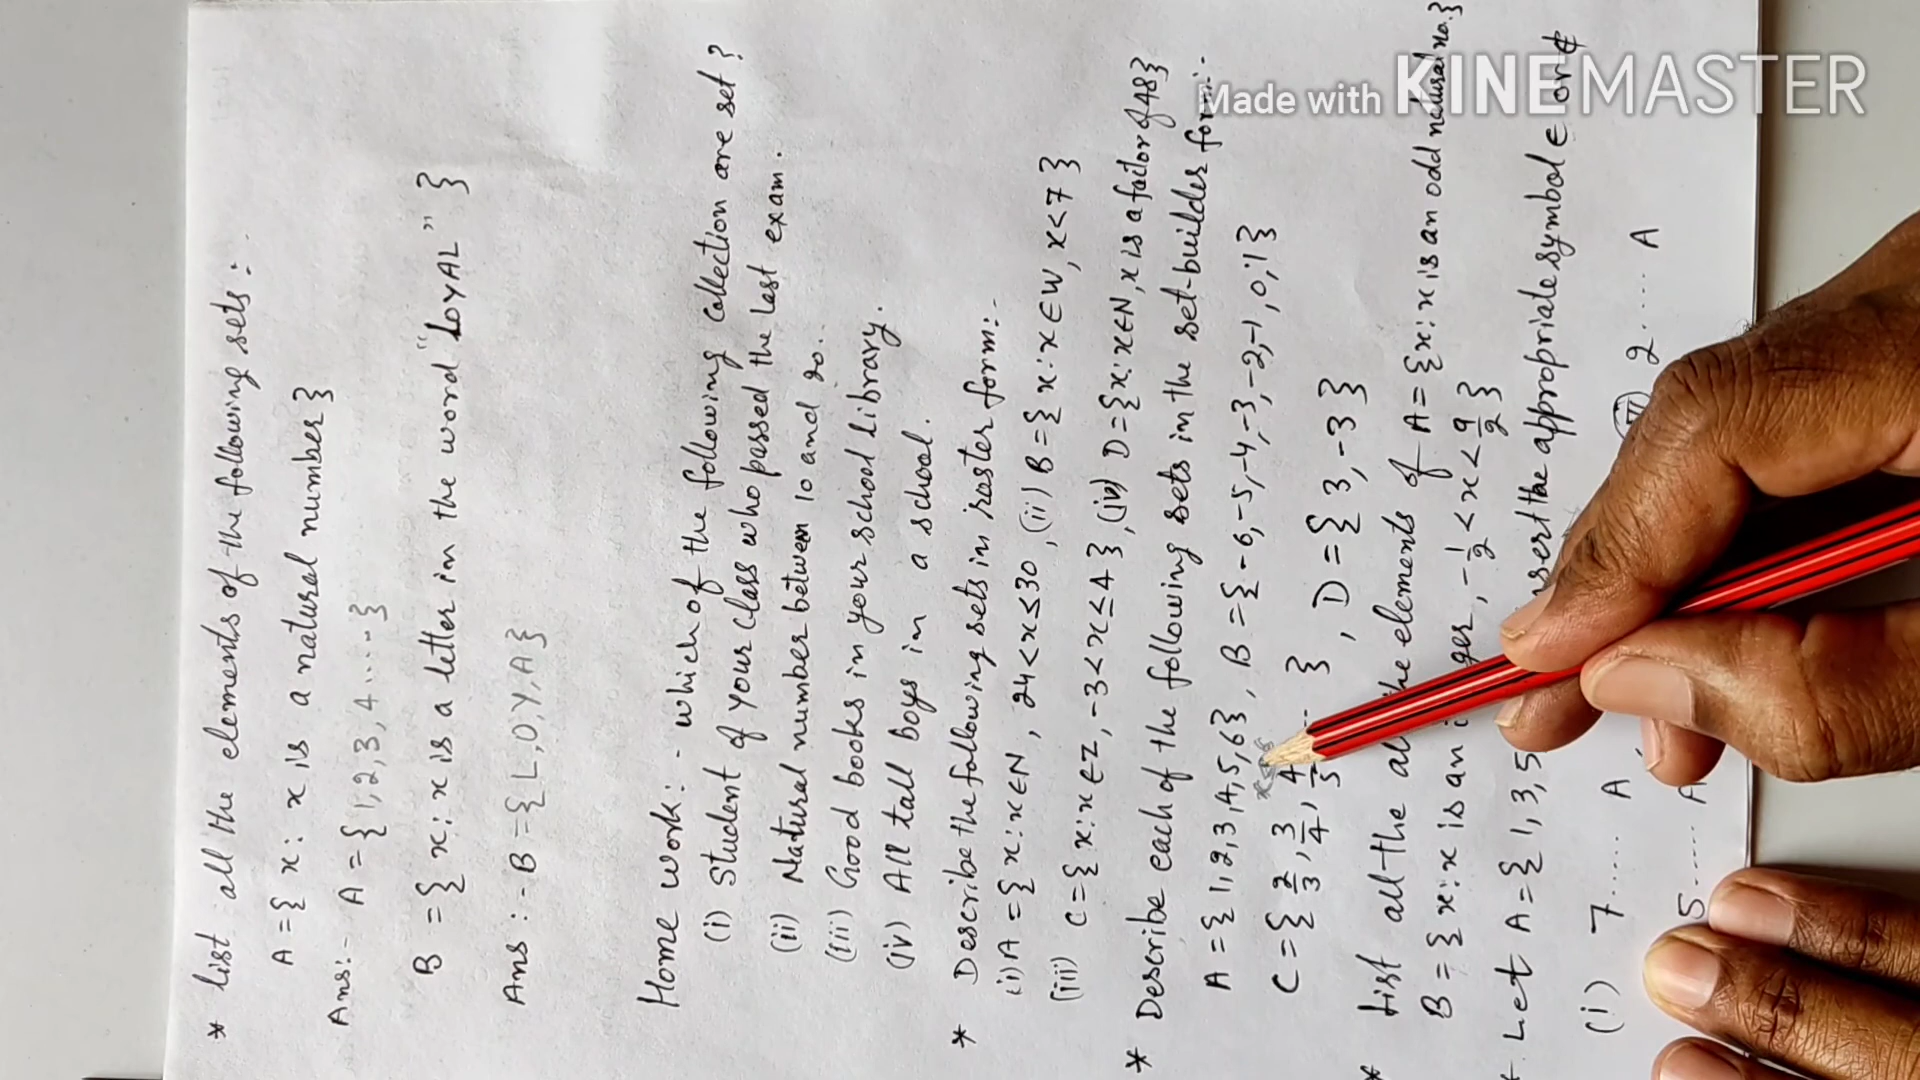 * List all the elements of the following sets:
A = { x : x is a natural number}
Ans:- A = {1,2,3,4.....}
B = { x : x is a letter in the word "LOYAL" }
Ans :- B = { L,O,Y,A}
Home work:- which of the following collection are set?
(i) Student of your class who passed the last exam.
(ii) Natural number between 10 and 20.
(iii) Good books in your school library.
(iv) All tall boys in a school.
* Describe the following sets in roster form:-
(i) A = { x : x ∈ N , 24 < x ≤ 30 , (ii) B = { x : x ∈ W, x < 7 }
(iii) C = { x : x ∈ Z , -3 < x ≤ 4 } , (iv) D = { x : x ∈ N, x is a factor of 48}
* Describe each of the following sets in the set-builder form:-
A = { 1,2,3,4,5,6} , B = { -6,-5,-4,-3,-2,-1,0,1}
C = { 2/3, 3/4, 4/5 ... } , D = { 3,-3 }
* List all the elements of A = { x : x is an odd natural no.}
B = { x : x is an , -1/2 < x < 9/2 }
* Let A = { 1,3,5 the appropriate symbol ∈ or ∉
(i) 7..... A 2..... A
5..... A
Made with KINEMASTER